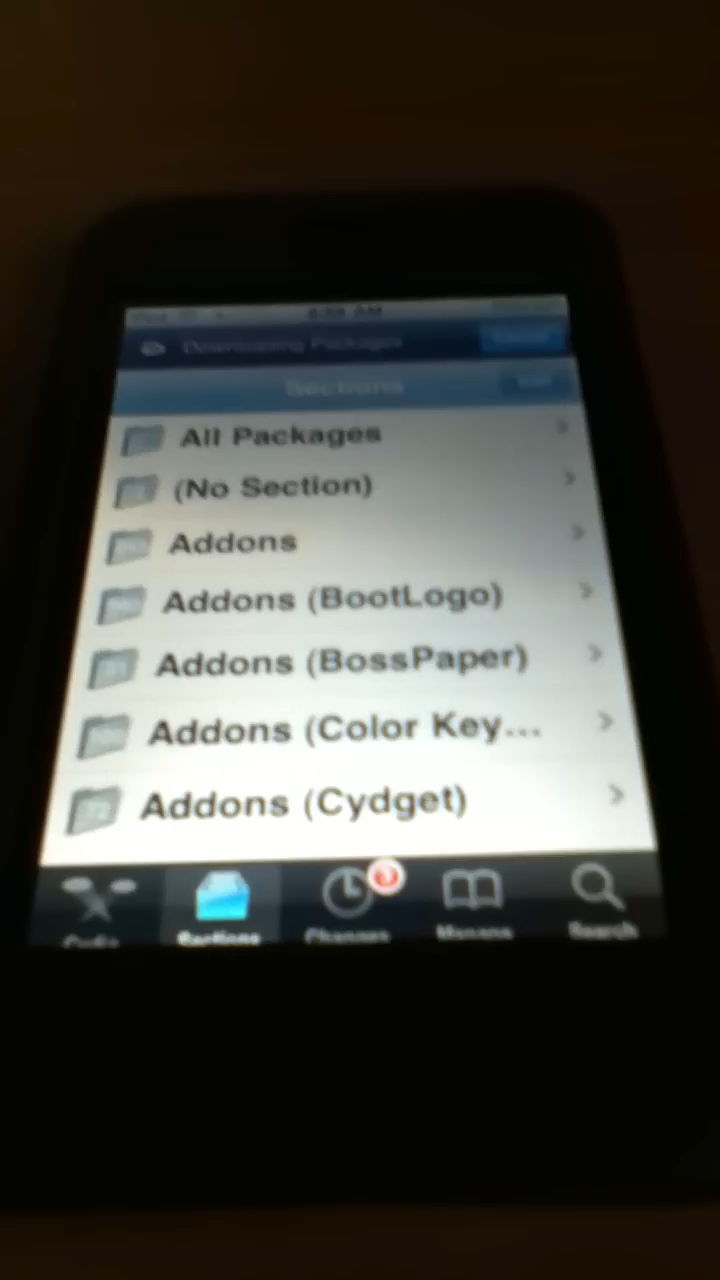 Downloading Packages
Sections
All Packages
(No Section)
Addons
Addons (BootLogo)
Addons (BossPaper)
Addons (Color Key...
Addons (Cydget)
Cydia Sections Changes Manage Search